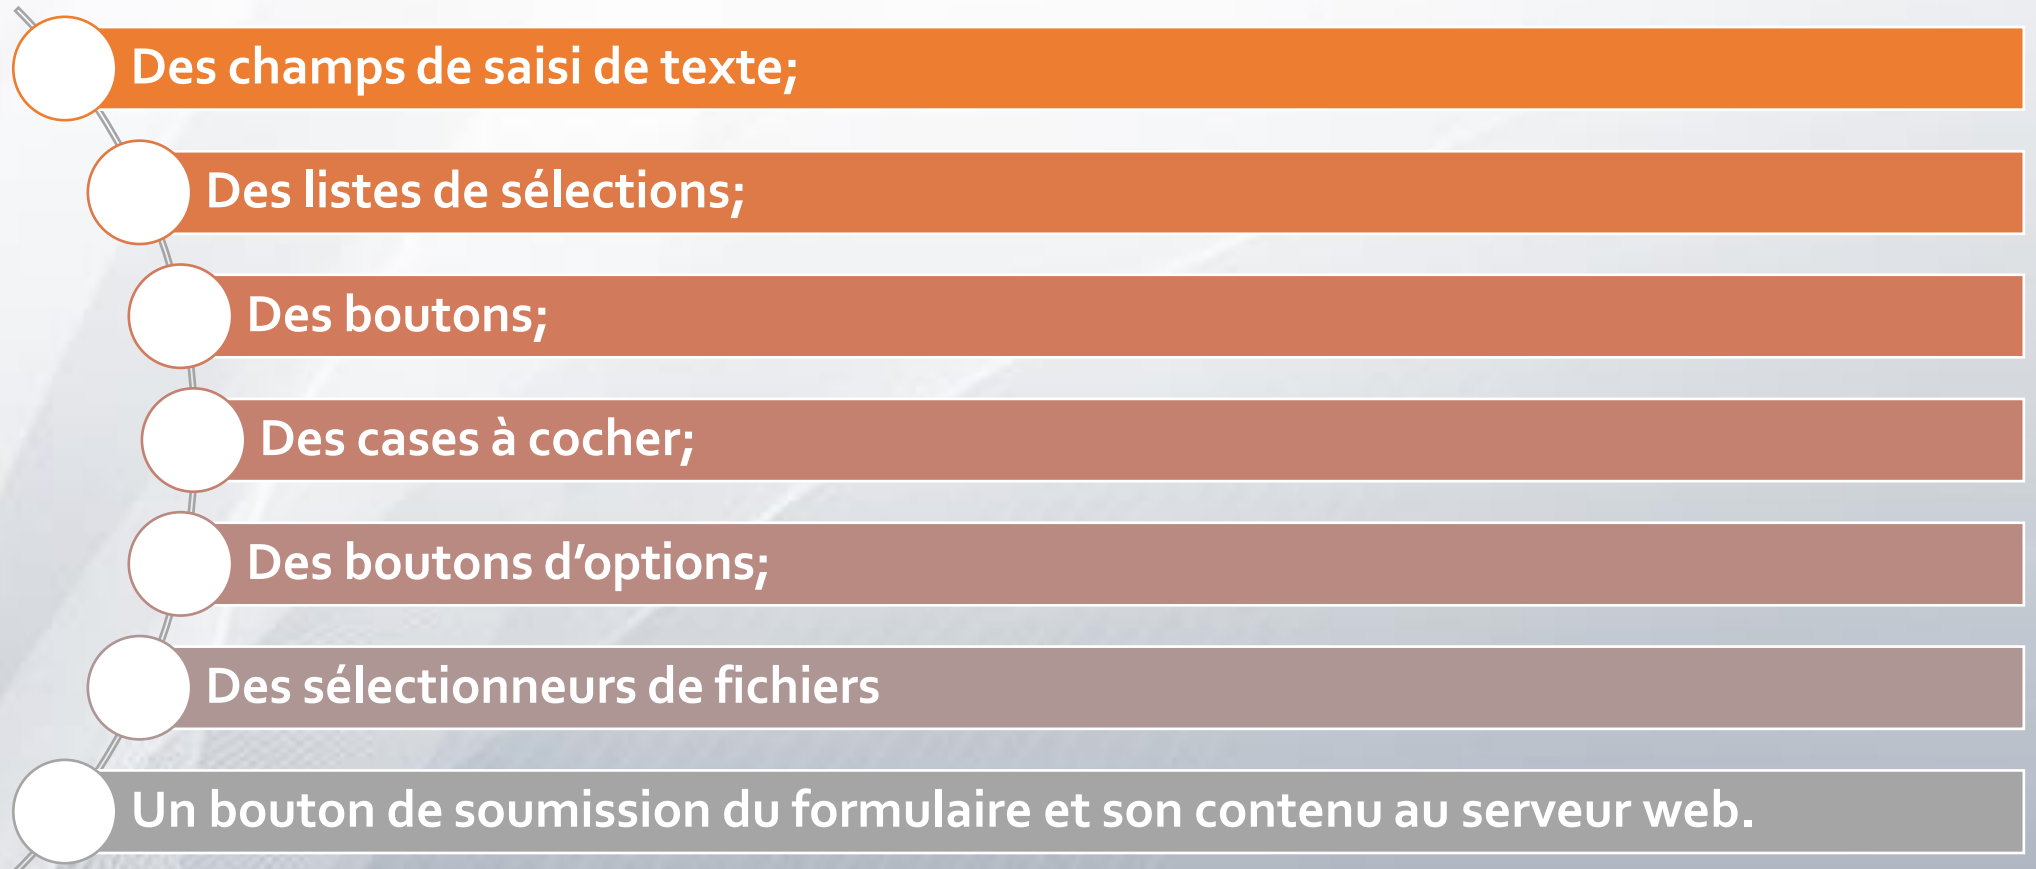 Des champs de saisi de texte;
Des listes de sélections;
Des boutons;
Des cases à cocher;
Des boutons d’options;
Des sélectionneurs de fichiers
Un bouton de soumission du formulaire et son contenu au serveur web.